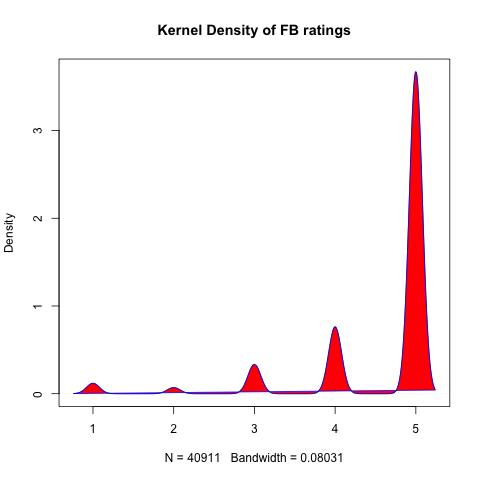 Kernel Density of FB ratings
Density
0
1
2
3
1 2 3 4 5
N = 40911 Bandwidth = 0.08031